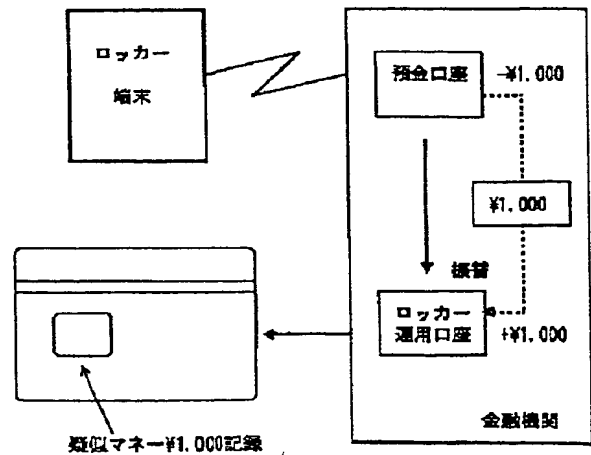 ロッカー
端末
預金口座
-¥1.000
¥1.000
振替
ロッカー
運用口座
+¥1.000
金融機関
疑似マネー¥1.000記録